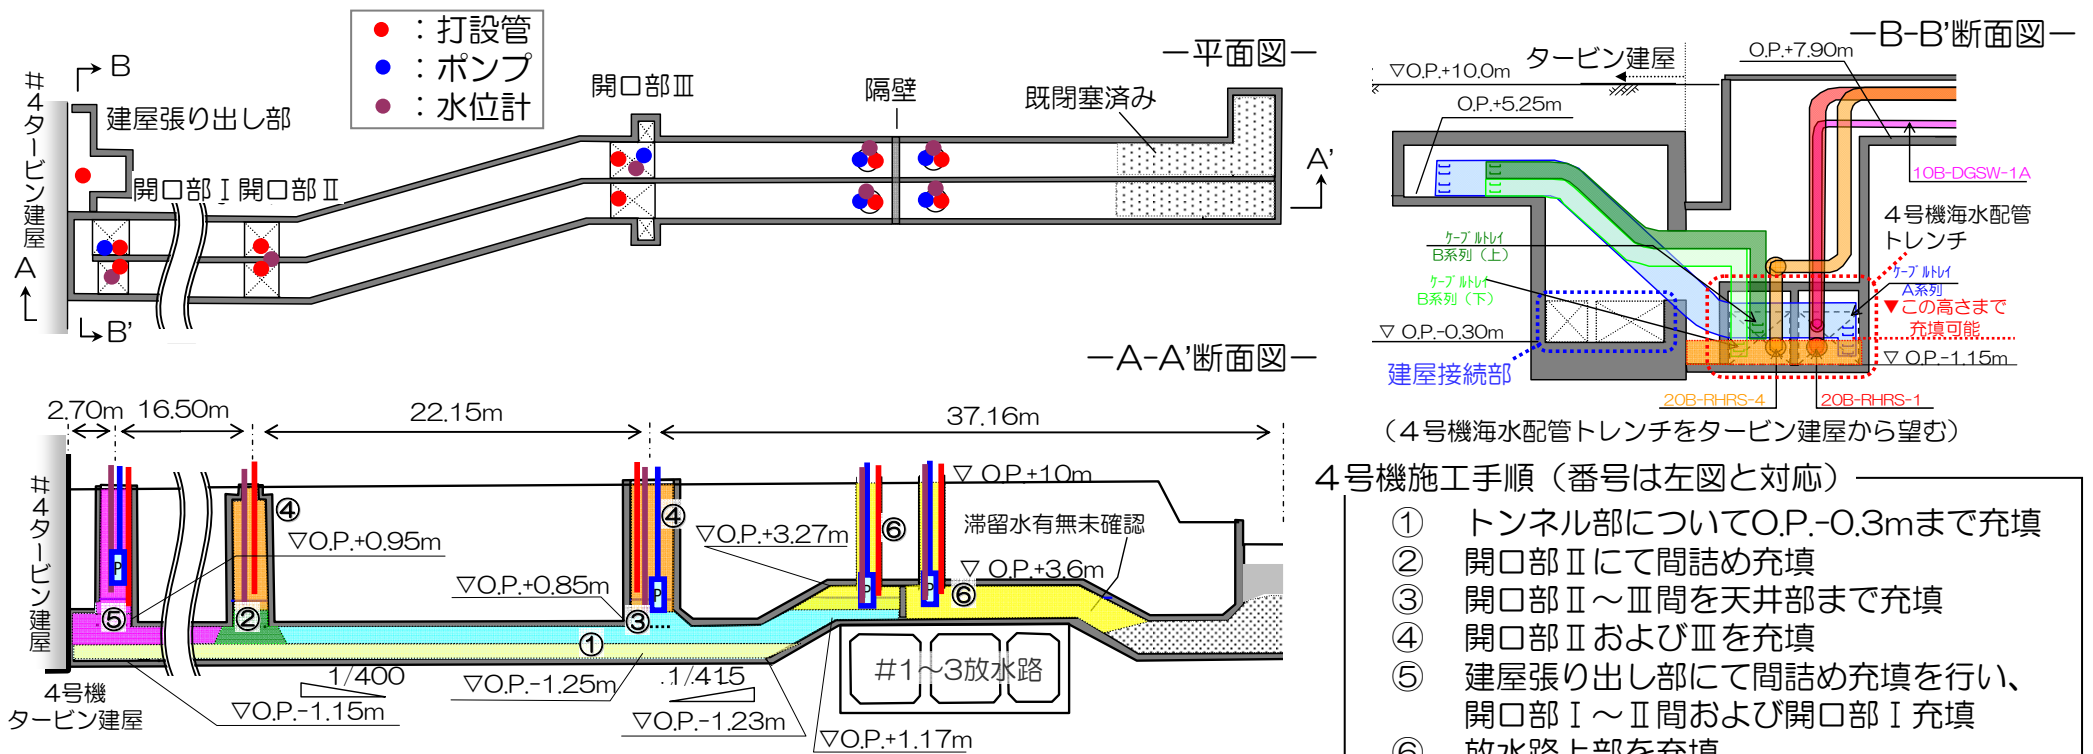 ● ：打設管
● ：ポンプ
● ：水位計
ー平面図ー
B
#4タービン建屋
建屋張り出し部
開口部Ⅰ
開口部Ⅱ
開口部Ⅲ
隔壁
既閉塞済み
A
A'
B'
ーA-A'断面図ー
2.70m
16.50m
22.15m
37.16m
#4タービン建屋
④
▽O.P.+0.95m
⑤
②
▽O.P.+0.85m
③
④
①
▽O.P.+3.27m
⑥
▽ O.P.+10m
滞留水有無未確認
▽ O.P.+3.6m
⑥
P
P
P
P
#1～3放水路
4号機
タービン建屋
▽O.P.-1.15m
1/400
▽O.P.-1.25m
1/415
▽O.P.-1.23m
▽O.P.+1.17m
ーB-B'断面図ー
タービン建屋
O.P.+7.90m
▽O.P.+10.0m
O.P.+5.25m
10B-DGSW-1A
4号機海水配管
トレンチ
ｹｰﾌﾞﾙﾄﾚｲ
B系列（上）
ｹｰﾌﾞﾙﾄﾚｲ
B系列（下）
ｹｰﾌﾞﾙﾄﾚｲ
A系列
▼この高さまで
充填可能
▽ O.P.-0.30m
▽ O.P.-1.15m
建屋接続部
20B-RHRS-4
20B-RHRS-1
（４号機海水配管トレンチをタービン建屋から望む）
４号機施工手順（番号は左図と対応）
① トンネル部についてO.P.-0.3mまで充填
② 開口部Ⅱにて間詰め充填
③ 開口部Ⅱ～Ⅲ間を天井部まで充填
④ 開口部ⅡおよびⅢを充填
⑤ 建屋張り出し部にて間詰め充填を行い、
開口部Ⅰ～Ⅱ間および開口部Ⅰ充填
⑥ 放水路上部を充填